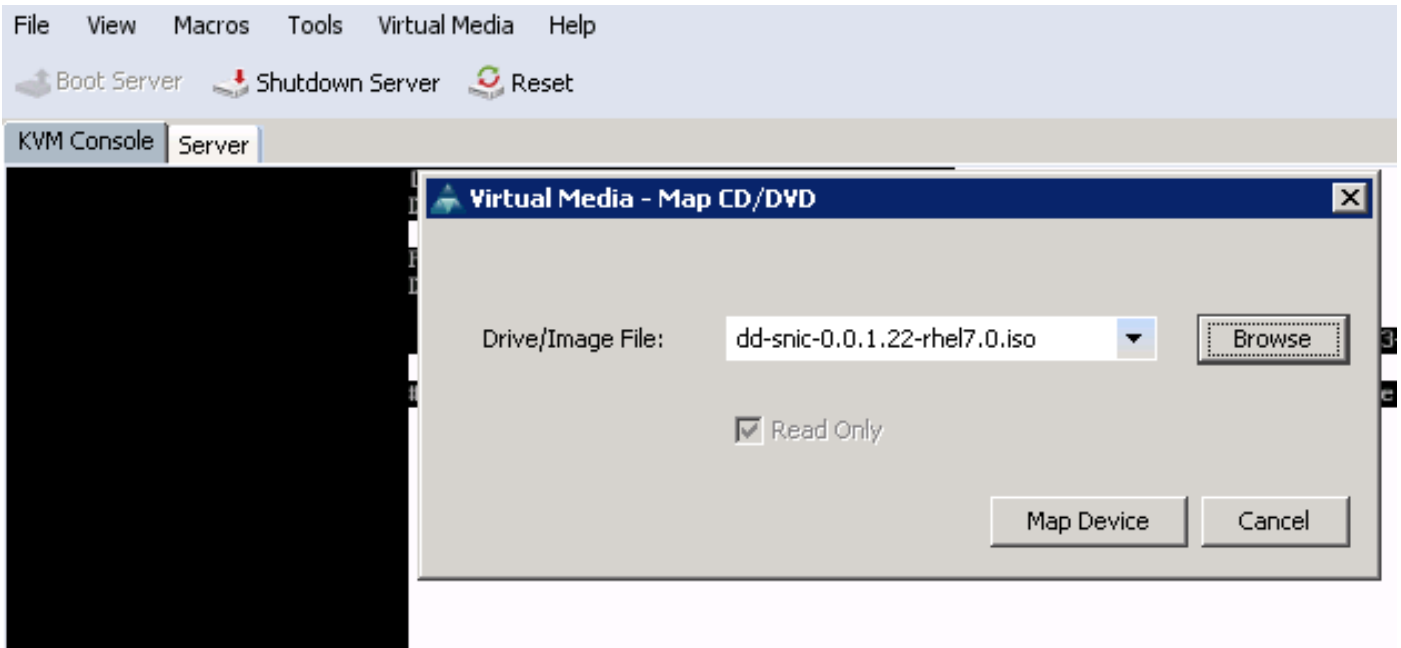 File View Macros Tools Virtual Media Help
Boot Server Shutdown Server Reset
KVM Console Server
Virtual Media - Map CD/DVD
Drive/Image File: dd-snic-0.0.1.22-rhel7.0.iso Browse
Read Only
Map Device Cancel